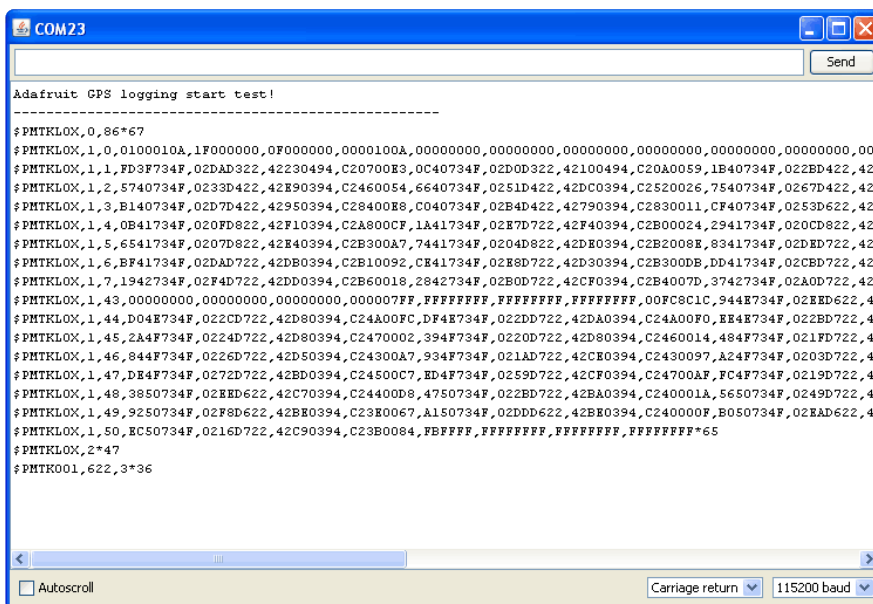 COM23
Send
Adafruit GPS logging start test!
----------------------------------------------------
$PMTKLOX,0,86*67
$PMTKLOX,1,0,0100010A,1F000000,0F000000,0000100A,00000000,00000000,00000000,00000000,00000000,00
$PMTKLOX,1,1,FD3F734F,02DAD322,42230494,C20700E3,0C40734F,02D0D322,42100494,C20A0059,1B40734F,022BD422,42
$PMTKLOX,1,2,5740734F,0233D422,42E90394,C2460054,6640734F,0251D422,42DC0394,C2520026,7540734F,0267D422,42
$PMTKLOX,1,3,B140734F,02D7D422,42950394,C28400E8,C040734F,02B4D422,42790394,C2830011,CF40734F,0253D622,42
$PMTKLOX,1,4,0B41734F,020FD822,42F10394,C2A800CF,1A41734F,02E7D722,42F40394,C2B00024,2941734F,020CD822,42
$PMTKLOX,1,5,6541734F,0207D822,42E40394,C2B300A7,7441734F,0204D822,42DE0394,C2B2008E,8341734F,02DED722,42
$PMTKLOX,1,6,BF41734F,02DAD722,42DB0394,C2B10092,CE41734F,02E8D722,42D30394,C2B300DB,DD41734F,02CBD722,42
$PMTKLOX,1,7,1942734F,02F4D722,42DD0394,C2B60018,2842734F,02B0D722,42CF0394,C2B4007D,3742734F,02A0D722,42
$PMTKLOX,1,43,00000000,00000000,00000000,000007FF,FFFFFFFF,FFFFFFFF,FFFFFFFF,00FC8C1C,944E734F,02EED622,4
$PMTKLOX,1,44,D04E734F,022CD722,42D80394,C24A00FC,DF4E734F,022DD722,42DA0394,C24A00F0,EE4E734F,022BD722,4
$PMTKLOX,1,45,2A4F734F,0224D722,42D80394,C2470002,394F734F,0220D722,42D80394,C2460014,484F734F,021FD722,4
$PMTKLOX,1,46,844F734F,0226D722,42D50394,C24300A7,934F734F,021AD722,42CE0394,C2430097,A24F734F,0203D722,4
$PMTKLOX,1,47,DE4F734F,0272D722,42BD0394,C24500C7,ED4F734F,0259D722,42CF0394,C24700AF,FC4F734F,0219D722,4
$PMTKLOX,1,48,3850734F,02EED622,42C70394,C24400D8,4750734F,022BD722,42BA0394,C240001A,5650734F,0249D722,4
$PMTKLOX,1,49,9250734F,02F8D622,42BE0394,C23E0067,A150734F,02DDD622,42BE0394,C240000F,B050734F,02EAD622,4
$PMTKLOX,1,50,EC50734F,0216D722,42C90394,C23B0084,FBFFFF,FFFFFFFF,FFFFFFFF,FFFFFFFF*65
$PMTKLOX,2*47
$PMTK001,622,3*36
Autoscroll
Carriage return
115200 baud